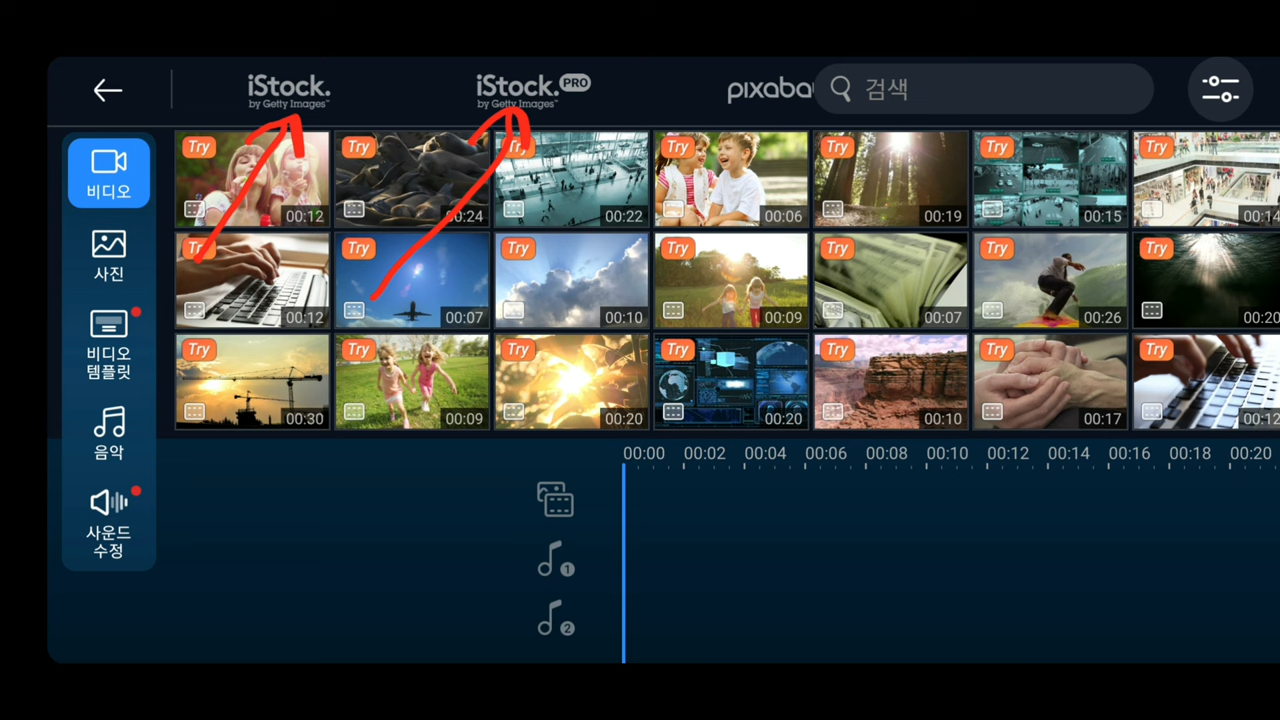 iStock.
by Getty Images™
iStock. PRO
by Getty Images™
pixaba
검색
비디오
사진
비디오
템플릿
음악
사운드
수정
Try 00:12
Try 00:24
Try 00:22
Try 00:06
Try 00:19
Try 00:15
Try 00:14
Try 00:12
Try 00:07
Try 00:10
Try 00:09
Try 00:07
Try 00:26
Try 00:20
Try 00:30
Try 00:09
Try 00:20
Try 00:20
Try 00:10
Try 00:17
Try 00:12
00:00 00:02 00:04 00:06 00:08 00:10 00:12 00:14 00:16 00:18 00:20
1
2